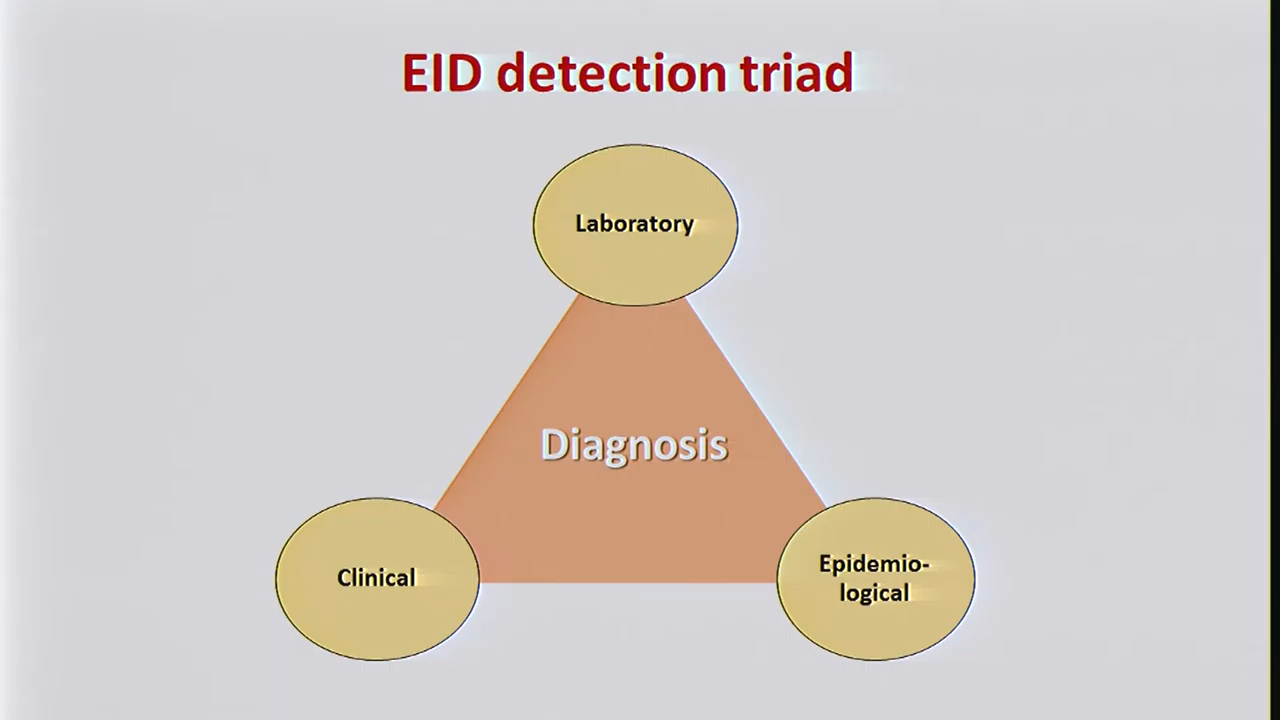 EID detection triad
Laboratory
Diagnosis
Clinical
Epidemio-
logical